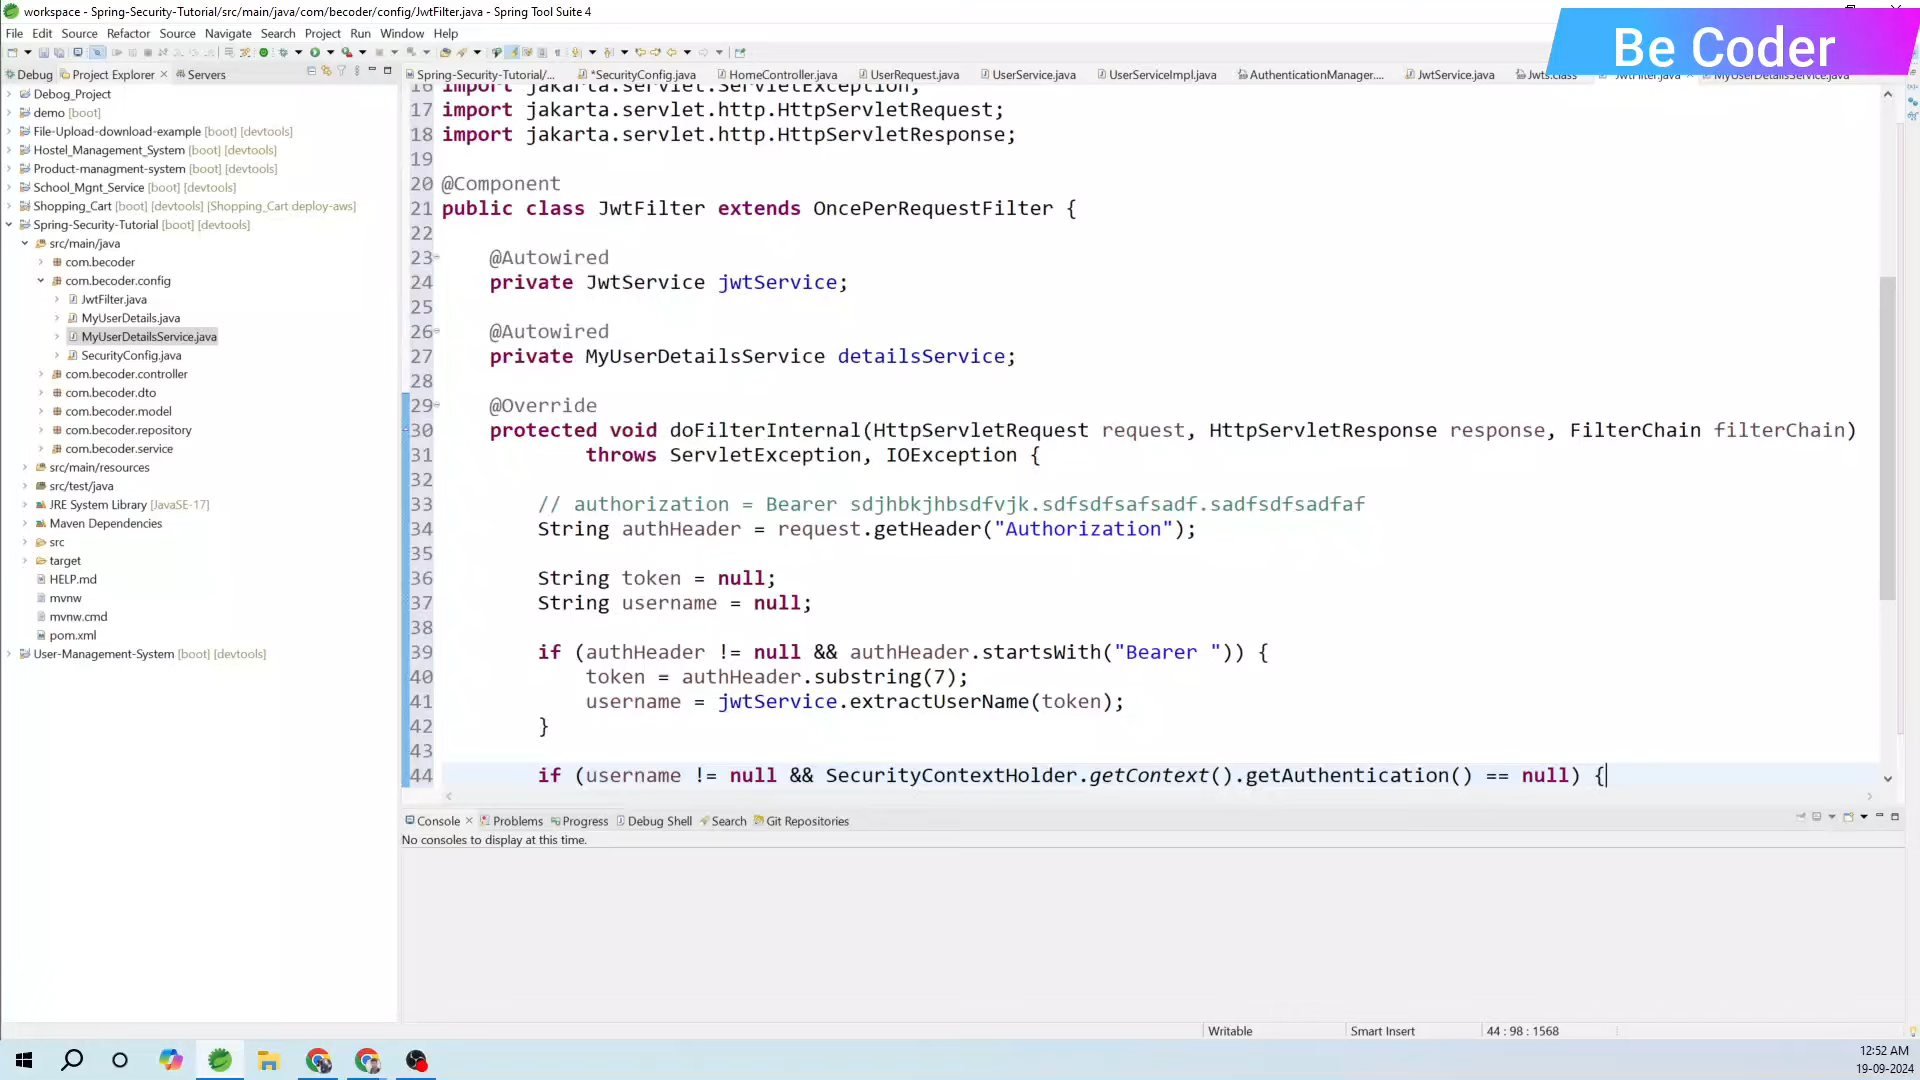 workspace - Spring-Security-Tutorial/src/main/java/com/becoder/config/JwtFilter.java - Spring Tool Suite 4
Be Coder
File Edit Source Refactor Source Navigate Search Project Run Window Help
Debug Project Explorer Servers
Spring-Security-Tutorial/... *SecurityConfig.java HomeController.java UserRequest.java UserService.java UserServiceImpl.java AuthenticationManager.... JwtService.java Jwts.class JwtFilter.java MyUserDetailsService.java
Debog_Project
demo [boot]
File-Upload-download-example [boot] [devtools]
Hostel_Management_System [boot] [devtools]
Product-managment-system [boot] [devtools]
School_Mgnt_Service [boot] [devtools]
Shopping_Cart [boot] [devtools] [Shopping_Cart deploy-aws]
Spring-Security-Tutorial [boot] [devtools]
src/main/java
com.becoder
com.becoder.config
JwtFilter.java
MyUserDetails.java
MyUserDetailsService.java
SecurityConfig.java
com.becoder.controller
com.becoder.dto
com.becoder.model
com.becoder.repository
com.becoder.service
src/main/resources
src/test/java
JRE System Library [JavaSE-17]
Maven Dependencies
src
target
HELP.md
mvnw
mvnw.cmd
pom.xml
User-Management-System [boot] [devtools]
16 import jakarta.servlet.ServletException;
17 import jakarta.servlet.http.HttpServletRequest;
18 import jakarta.servlet.http.HttpServletResponse;
19
20 @Component
21 public class JwtFilter extends OncePerRequestFilter {
22
23 @Autowired
24 private JwtService jwtService;
25
26 @Autowired
27 private MyUserDetailsService detailsService;
28
29 @Override
30 protected void doFilterInternal(HttpServletRequest request, HttpServletResponse response, FilterChain filterChain)
31 throws ServletException, IOException {
32
33 // authorization = Bearer sdjhbkjhbsdfvjk.sdfsdfsafsadf.sadfsdfsadfaf
34 String authHeader = request.getHeader("Authorization");
35
36 String token = null;
37 String username = null;
38
39 if (authHeader != null && authHeader.startsWith("Bearer ")) {
40 token = authHeader.substring(7);
41 username = jwtService.extractUserName(token);
42 }
43
44 if (username != null && SecurityContextHolder.getContext().getAuthentication() == null) {
Console Problems Progress Debug Shell Search Git Repositories
No consoles to display at this time.
Writable Smart Insert 44 : 98 : 1568
12:52 AM
19-09-2024